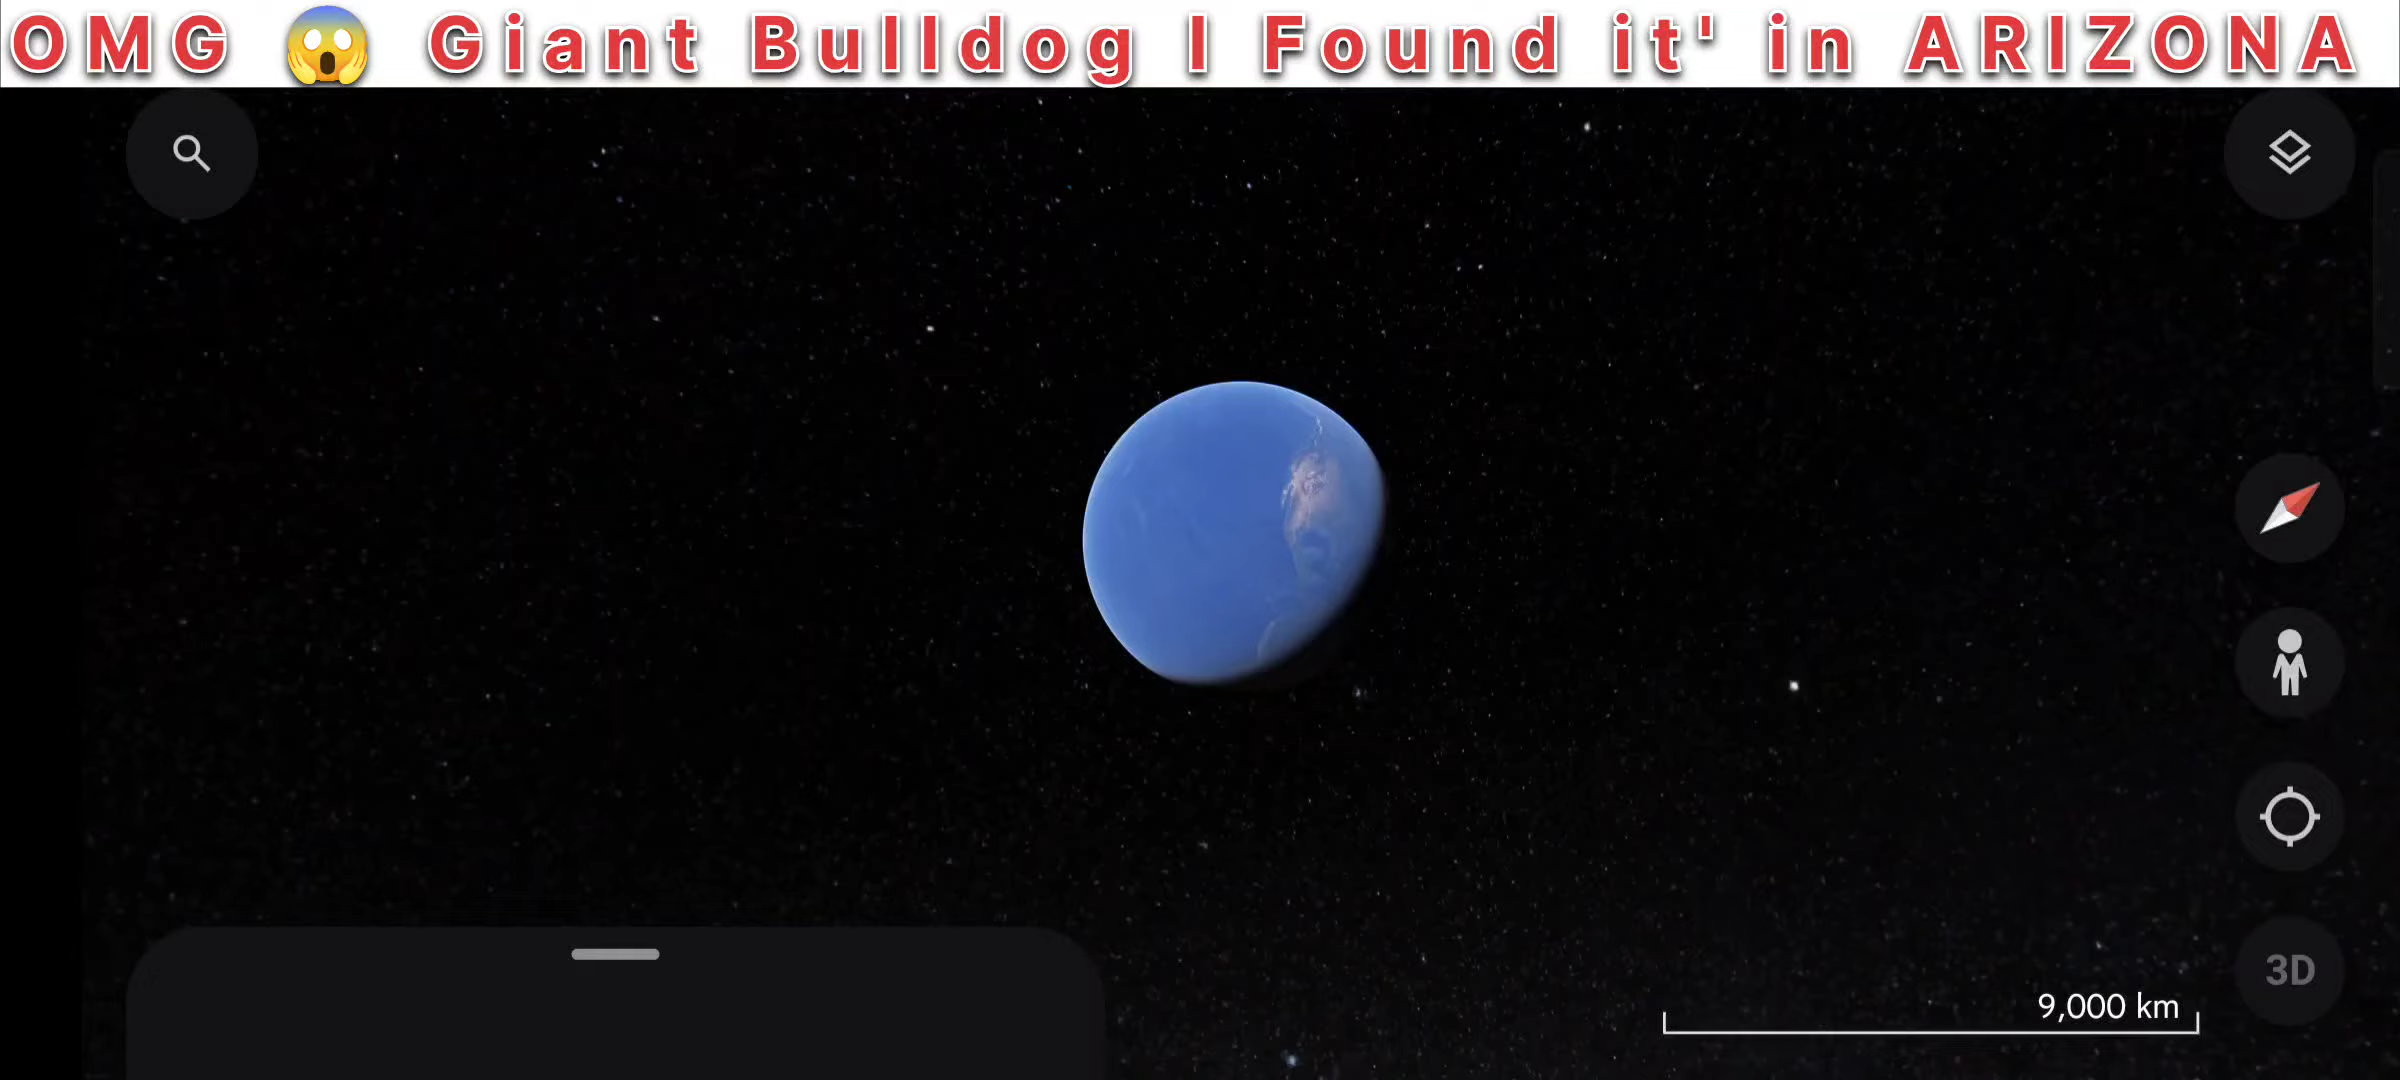 OMG 😱 Giant Bulldog I Found it' in ARIZONA
3D
9,000 km